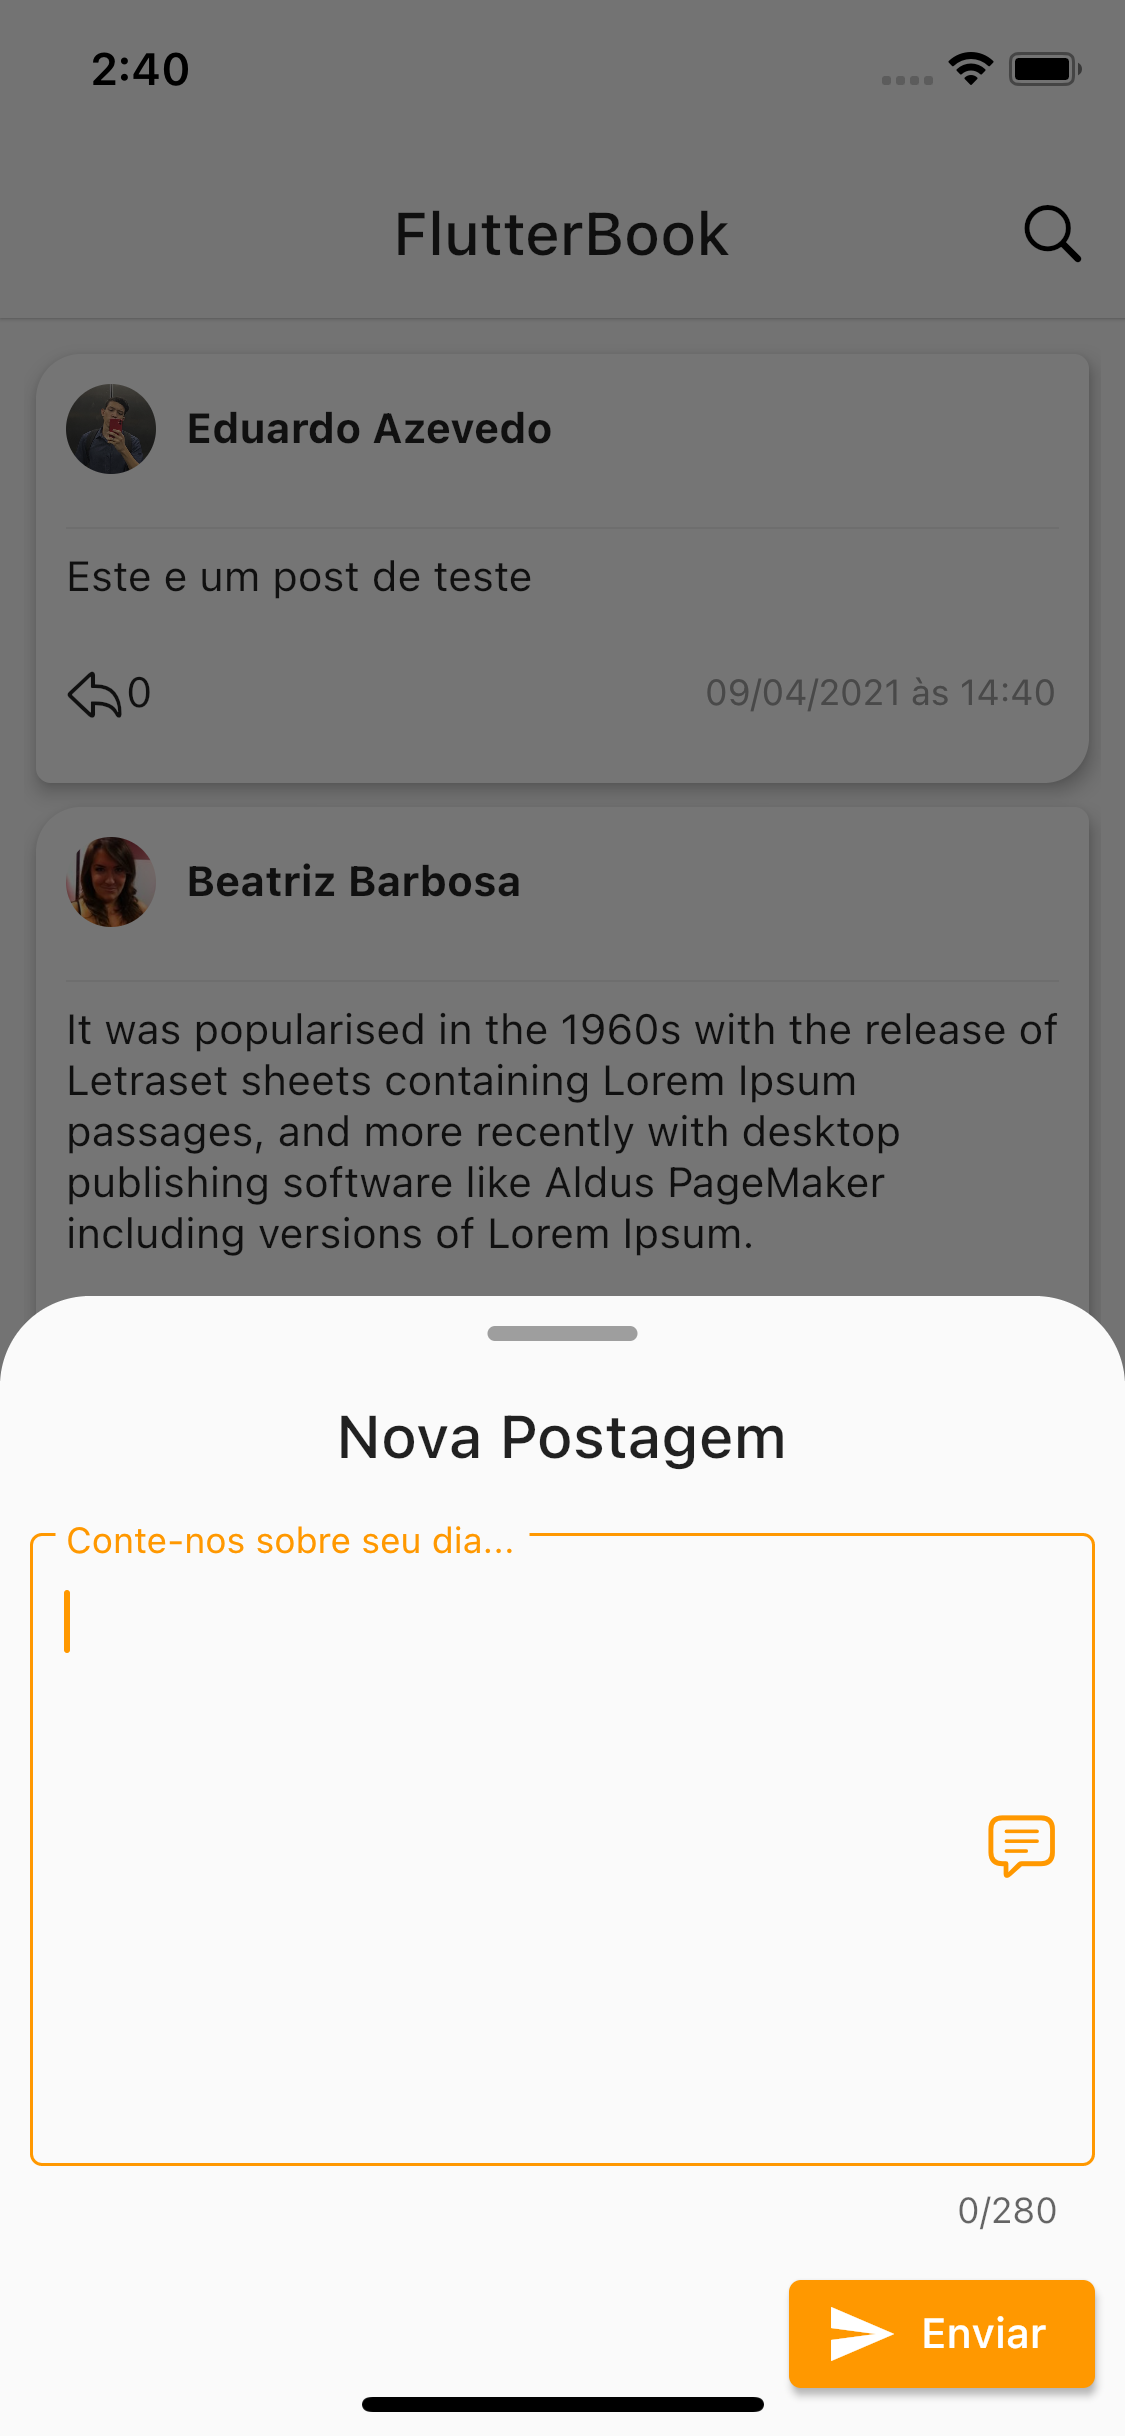 2:40
FlutterBook
Eduardo Azevedo
Este e um post de teste
0
09/04/2021 às 14:40
Beatriz Barbosa
It was popularised in the 1960s with the release of
Letraset sheets containing Lorem Ipsum
passages, and more recently with desktop
publishing software like Aldus PageMaker
including versions of Lorem Ipsum.
Nova Postagem
Conte-nos sobre seu dia...
0/280
Enviar